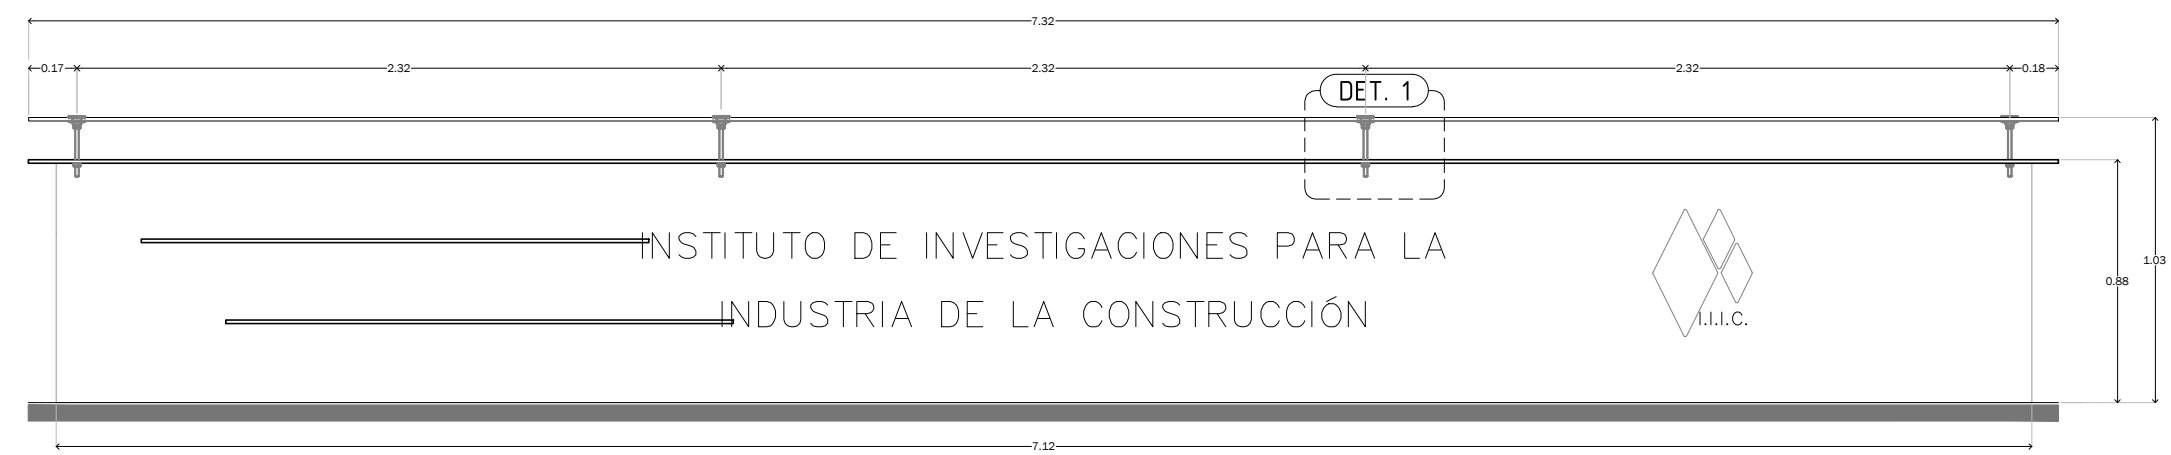 7.32
0.17 2.32 2.32 2.32 0.18
DET. 1
INSTITUTO DE INVESTIGACIONES PARA LA
INDUSTRIA DE LA CONSTRUCCIÓN
I.I.I.C.
1.03
0.88
7.12